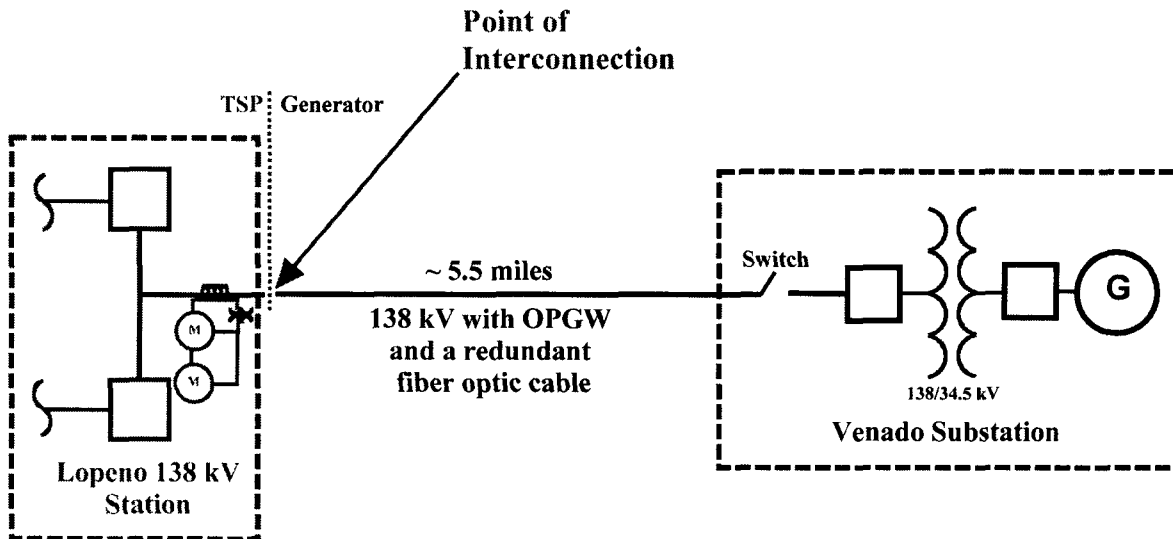 Point of
Interconnection
TSP
Generator
M
M
Lopeno 138 kV
Station
~ 5.5 miles
138 kV with OPGW
and a redundant
fiber optic cable
Switch
G
138/34.5 kV
Venado Substation